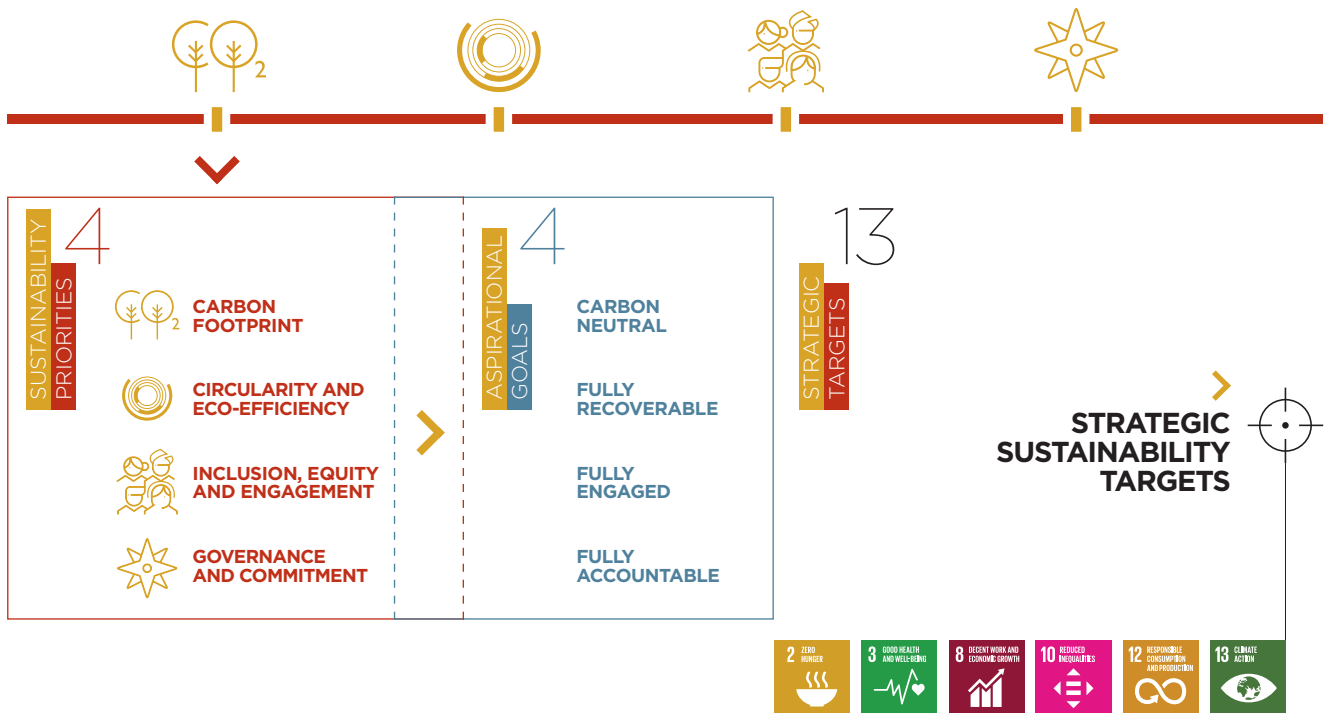 2
4
SUSTAINABILITY
PRIORITIES
2
CARBON
FOOTPRINT
CIRCULARITY AND
ECO-EFFICIENCY
INCLUSION, EQUITY
AND ENGAGEMENT
GOVERNANCE
AND COMMITMENT
4
ASPIRATIONAL
GOALS
CARBON
NEUTRAL
FULLY
RECOVERABLE
FULLY
ENGAGED
FULLY
ACCOUNTABLE
13
STRATEGIC
TARGETS
STRATEGIC
SUSTAINABILITY
TARGETS
2 ZERO
HUNGER
3 GOOD HEALTH
AND WELL-BEING
8 DECENT WORK AND
ECONOMIC GROWTH
10 REDUCED
INEQUALITIES
12 RESPONSIBLE
CONSUMPTION
AND PRODUCTION
13 CLIMATE
ACTION